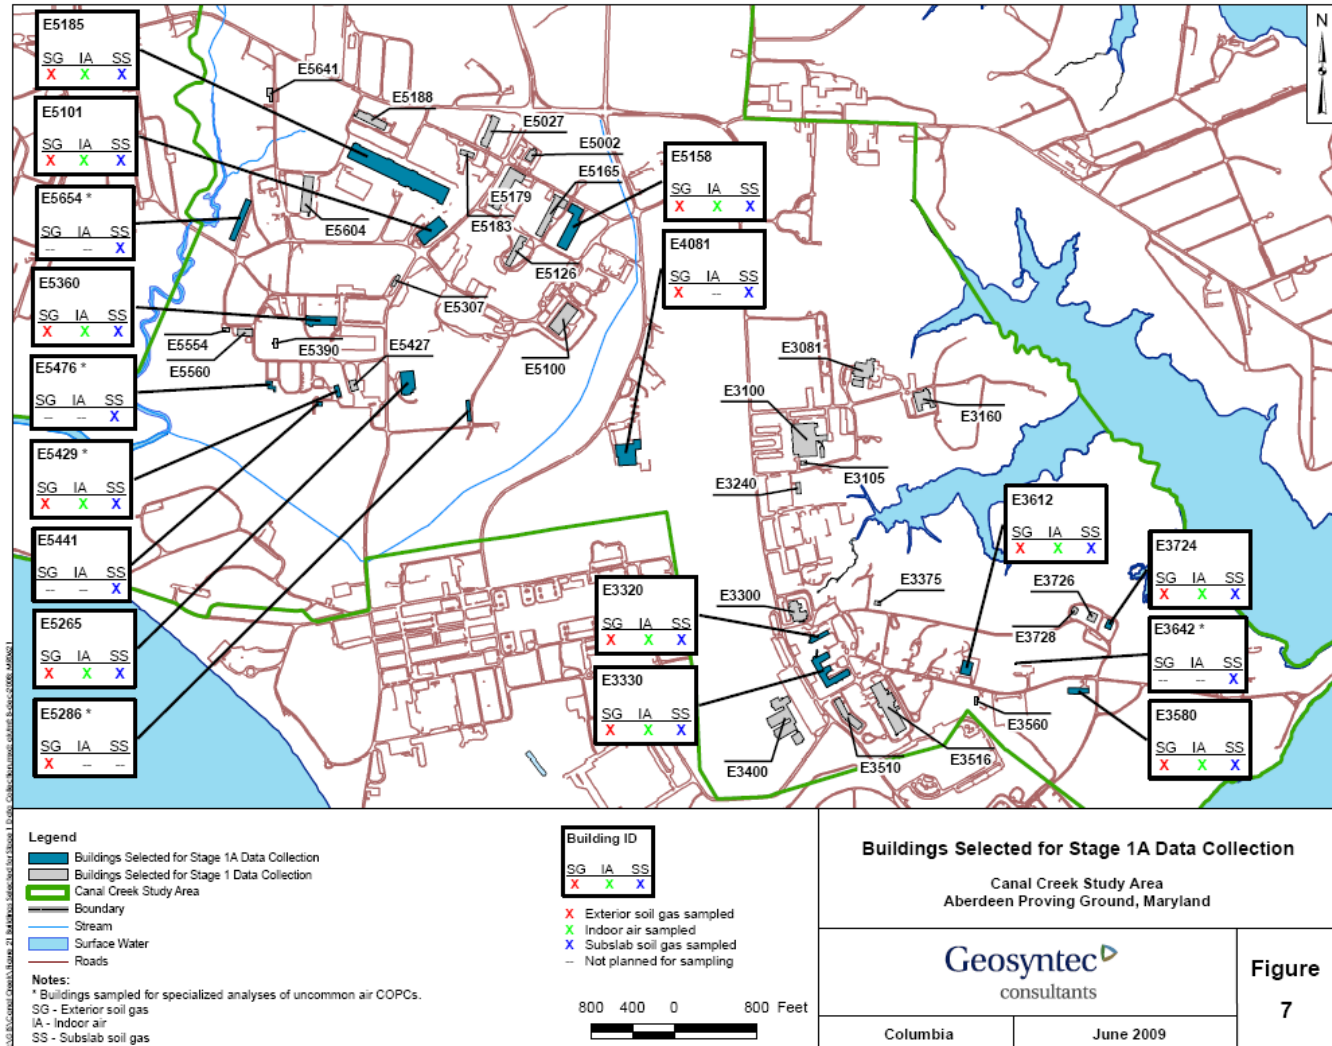 E5185
SG IA SS
X X X
E5101
SG IA SS
X X X
E5654 *
SG IA SS
-- -- X
E5360
SG IA SS
X X X
E5476 *
SG IA SS
-- -- X
E5429 *
SG IA SS
X X X
E5441
SG IA SS
-- -- X
E5265
SG IA SS
X X X
E5286 *
SG IA SS
X -- --
E5641
E5188
E5027
E5002
E5165
E5179
E5183
E5604
E5126
E5307
E5554
E5560
E5390
E5427
E5100
E5158
SG IA SS
X X X
E4081
SG IA SS
X -- X
E3081
E3100
E3160
E3105
E3240
E3612
SG IA SS
X X X
E3724
SG IA SS
X X X
E3375
E3726
E3728
E3300
E3320
SG IA SS
X X X
E3642 *
SG IA SS
-- -- X
E3330
SG IA SS
X X X
E3580
SG IA SS
X X X
E3560
E3400
E3510
E3516
N
Legend
Buildings Selected for Stage 1A Data Collection
Buildings Selected for Stage 1 Data Collection
Canal Creek Study Area
Boundary
Stream
Surface Water
Roads
Notes:
* Buildings sampled for specialized analyses of uncommon air COPCs.
SG - Exterior soil gas
IA - Indoor air
SS - Subslab soil gas
Building ID
SG IA SS
X X X
X Exterior soil gas sampled
X Indoor air sampled
X Subslab soil gas sampled
-- Not planned for sampling
800 400 0 800 Feet
Buildings Selected for Stage 1A Data Collection
Canal Creek Study Area
Aberdeen Proving Ground, Maryland
Geosyntec
consultants
Columbia
June 2009
Figure
7